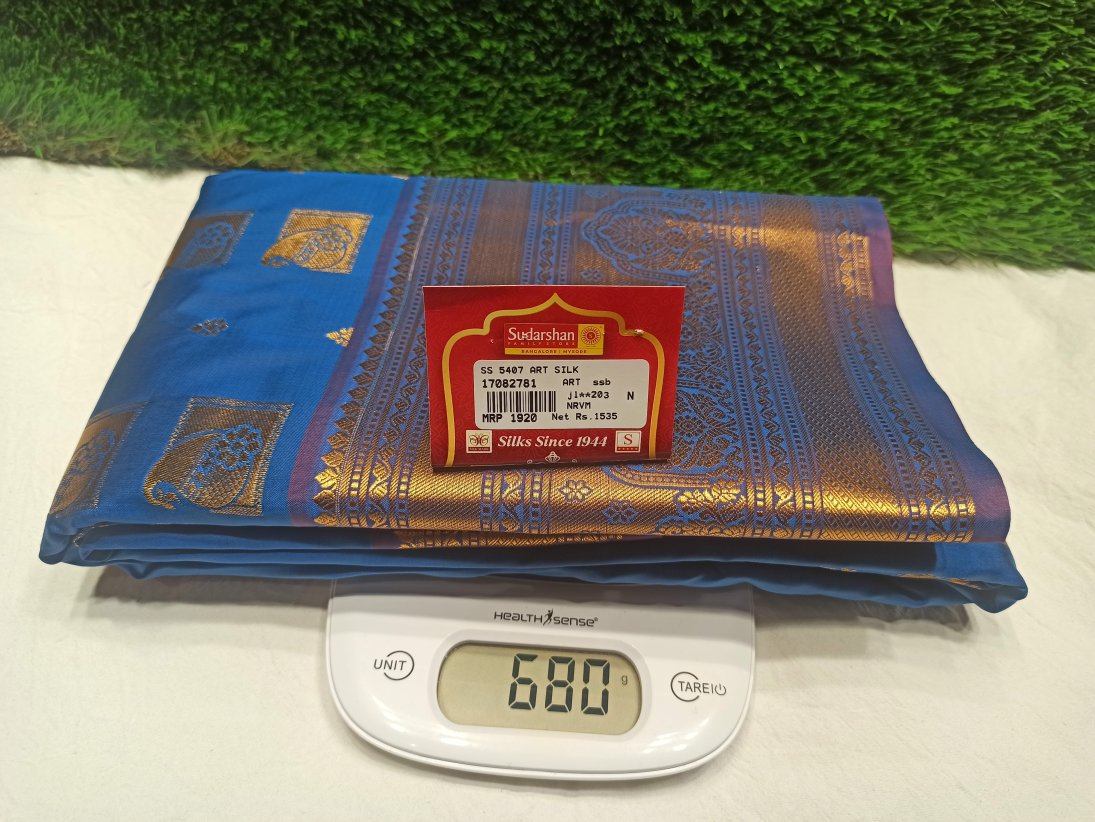 Sudarshan
FAMILY STORE
BANGALORE | MYSORE
SS 5407 ART SILK
17082781 ART ssb
jl**203 N
NRVM
MRP 1920 Net Rs.1535
Silks Since 1944
S
HEALTH SENSE®
UNIT
680 g
TARE